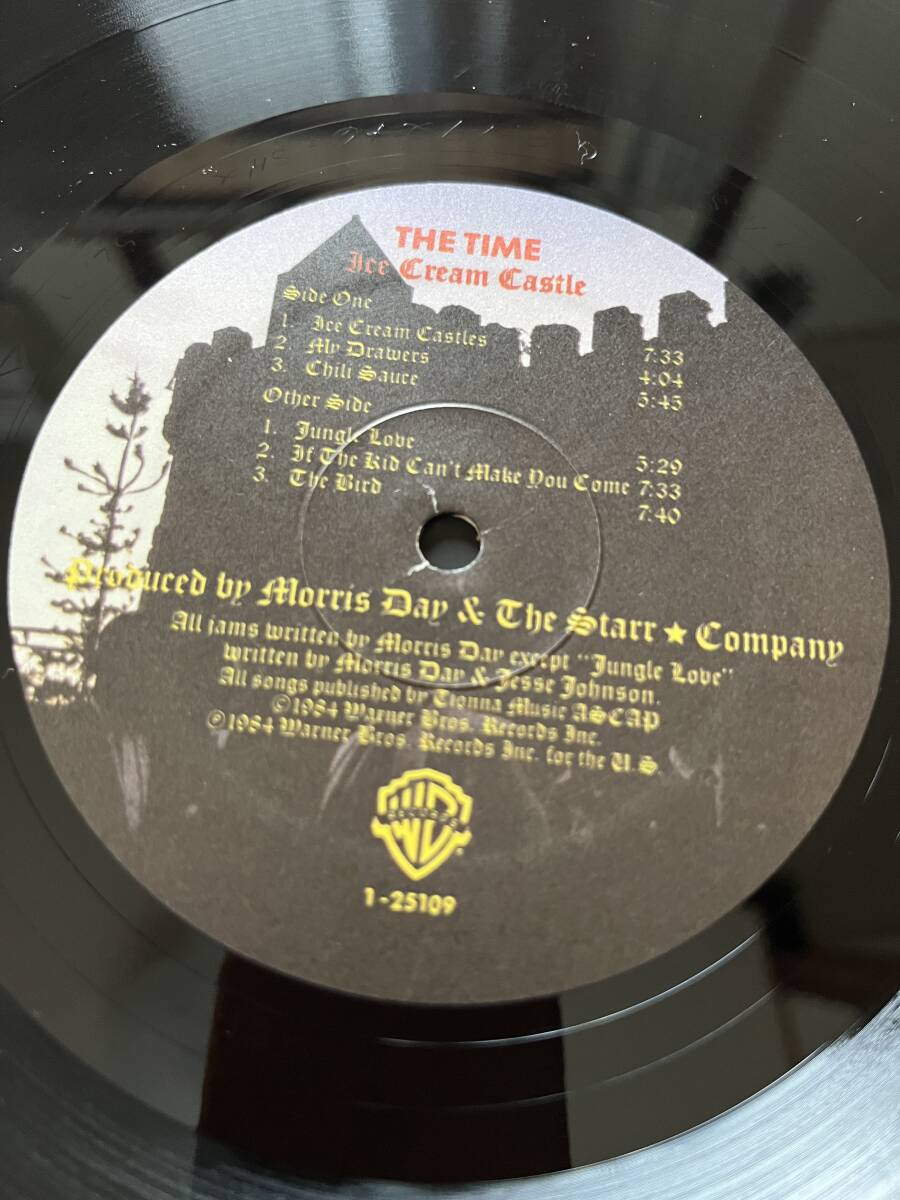 THE TIME
Ice Cream Castle
Side One
1. Ice Cream Castles 7:33
2. My Drawers 4:04
3. Chili Sauce 5:45
Other Side
1. Jungle Love 5:29
2. If The Kid Can't Make You Come 7:33
3. The Bird 7:40
Produced by Morris Day & The Starr ★ Company
All jams written by Morris Day except "Jungle Love"
written by Morris Day & Jesse Johnson.
All songs published by Tionna Music ASCAP
©1984 Warner Bros. Records Inc.
℗1984 Warner Bros. Records Inc. for the U.S.
RECORDS
1-25109